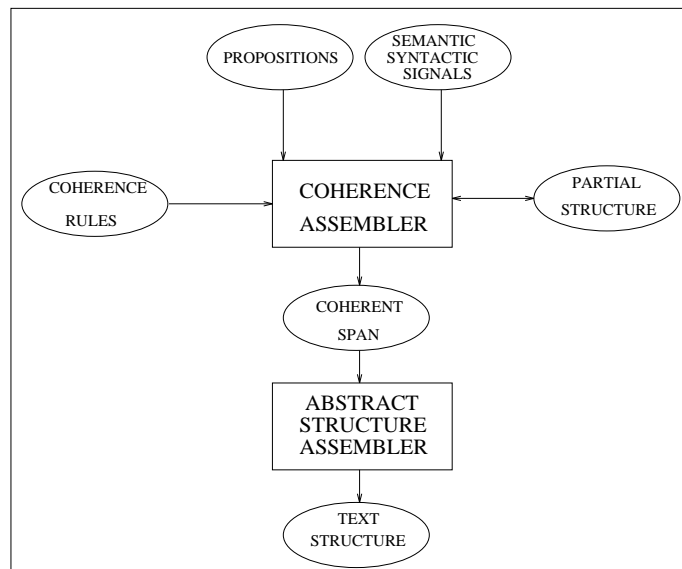 PROPOSITIONS
SEMANTIC
SYNTACTIC
SIGNALS
COHERENCE
RULES
COHERENCE
ASSEMBLER
PARTIAL
STRUCTURE
COHERENT
SPAN
ABSTRACT
STRUCTURE
ASSEMBLER
TEXT
STRUCTURE